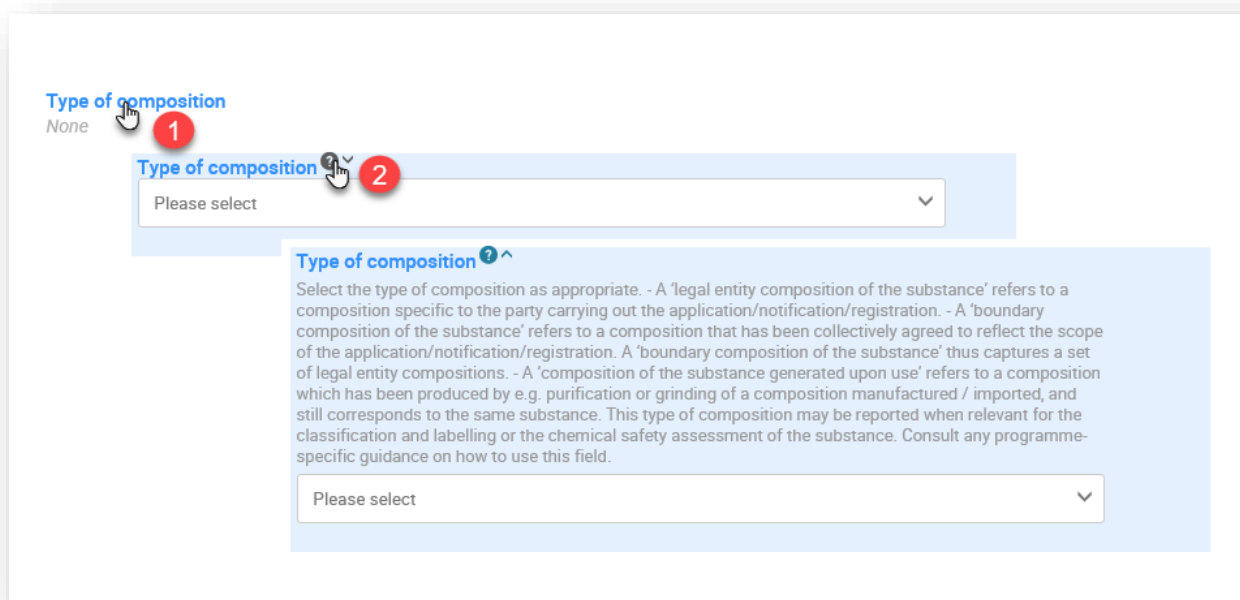 Type of composition
None
1
Type of composition ?
2
Please select
Type of composition ?
Select the type of composition as appropriate. - A ‘legal entity composition of the substance’ refers to a
composition specific to the party carrying out the application/notification/registration. - A ‘boundary
composition of the substance’ refers to a composition that has been collectively agreed to reflect the scope
of the application/notification/registration. A ‘boundary composition of the substance’ thus captures a set
of legal entity compositions. - A ‘composition of the substance generated upon use’ refers to a composition
which has been produced by e.g. purification or grinding of a composition manufactured / imported, and
still corresponds to the same substance. This type of composition may be reported when relevant for the
classification and labelling or the chemical safety assessment of the substance. Consult any programme-
specific guidance on how to use this field.
Please select